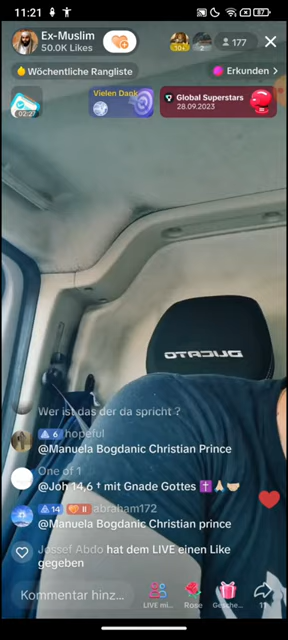 11:21
87
Ex-Muslim
50.0K Likes
177
Wöchentliche Rangliste
Erkunden >
02:27
Vielen Dank
Global Superstars
28.09.2023
DUCATO
Wer ist das der da spricht ?
6 hopeful
@Manuela Bogdanic Christian Prince
One of 1
@Joh 14,6 † mit Gnade Gottes ✝️🙏🏻🤝🏻
14 II abraham172
@Manuela Bogdanic Christian prince
Jossef Abdo hat dem LIVE einen Like
gegeben
Kommentar hinz...
LIVE mi...
Rose
Gesche...
11